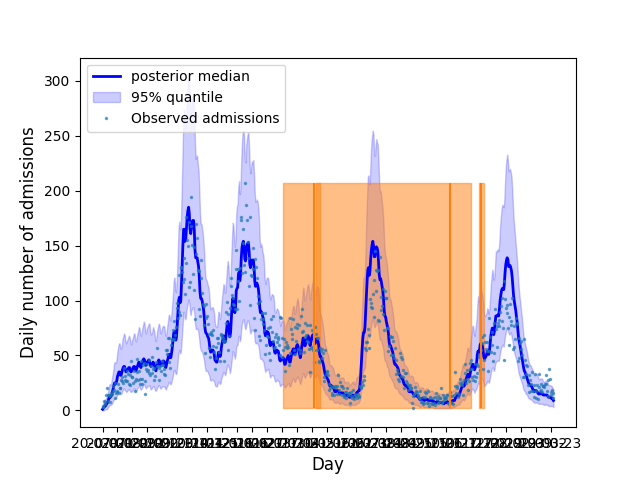 posterior median
95% quantile
Observed admissions
Daily number of admissions
300
250
200
150
100
50
0
Day